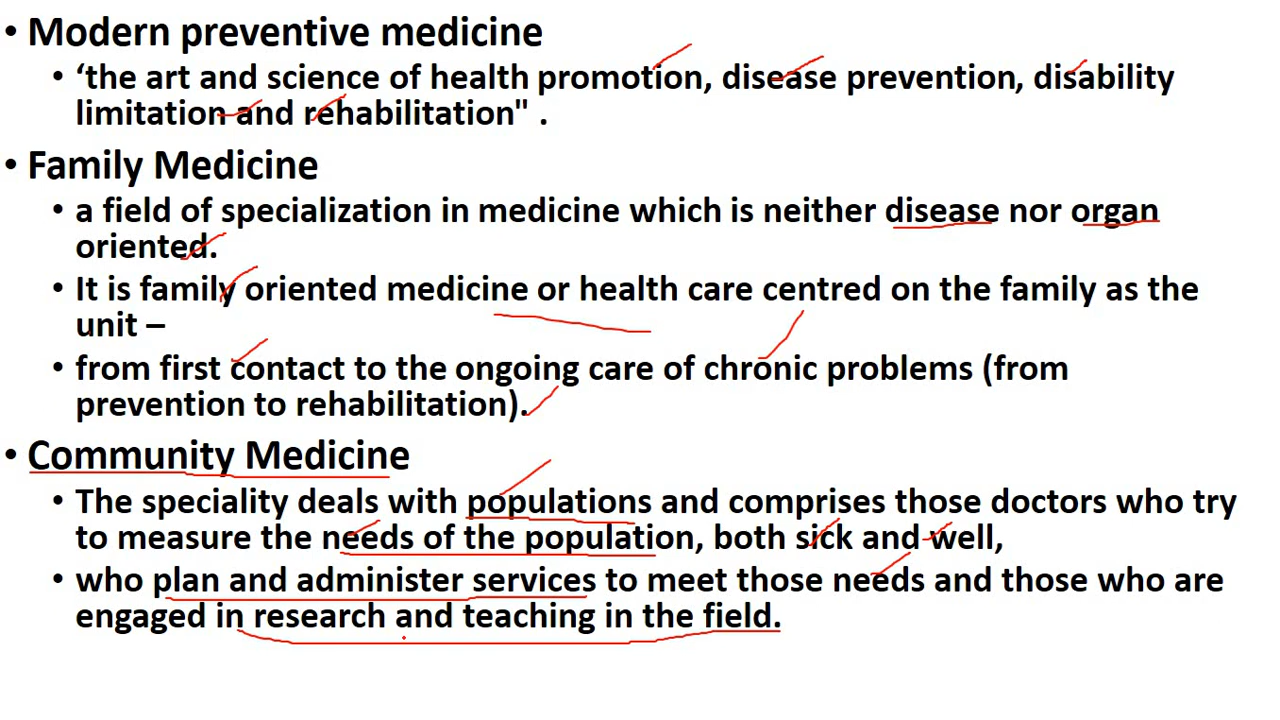 • Modern preventive medicine
• ‘the art and science of health promotion, disease prevention, disability
limitation and rehabilitation" .
• Family Medicine
• a field of specialization in medicine which is neither disease nor organ
oriented.
• It is family oriented medicine or health care centred on the family as the
unit –
• from first contact to the ongoing care of chronic problems (from
prevention to rehabilitation).
• Community Medicine
• The speciality deals with populations and comprises those doctors who try
to measure the needs of the population, both sick and well,
• who plan and administer services to meet those needs and those who are
engaged in research and teaching in the field.